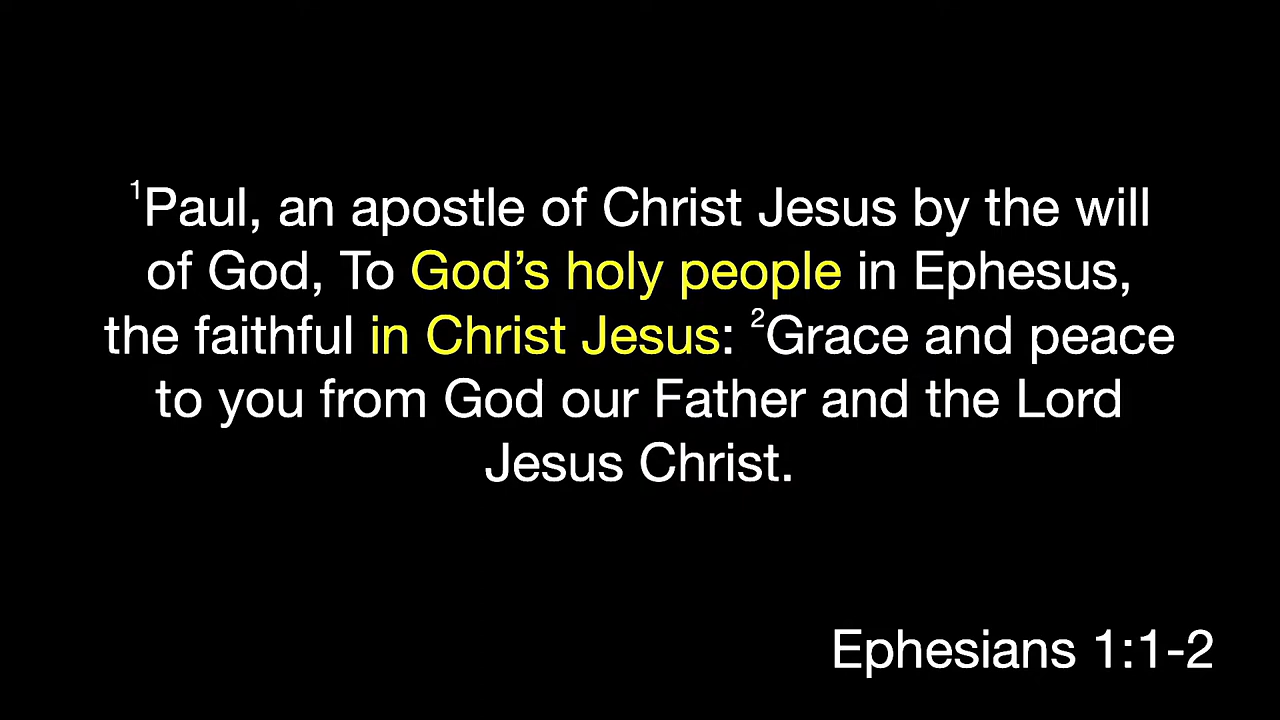 ¹Paul, an apostle of Christ Jesus by the will
of God, To God’s holy people in Ephesus,
the faithful in Christ Jesus: ²Grace and peace
to you from God our Father and the Lord
Jesus Christ.
Ephesians 1:1-2